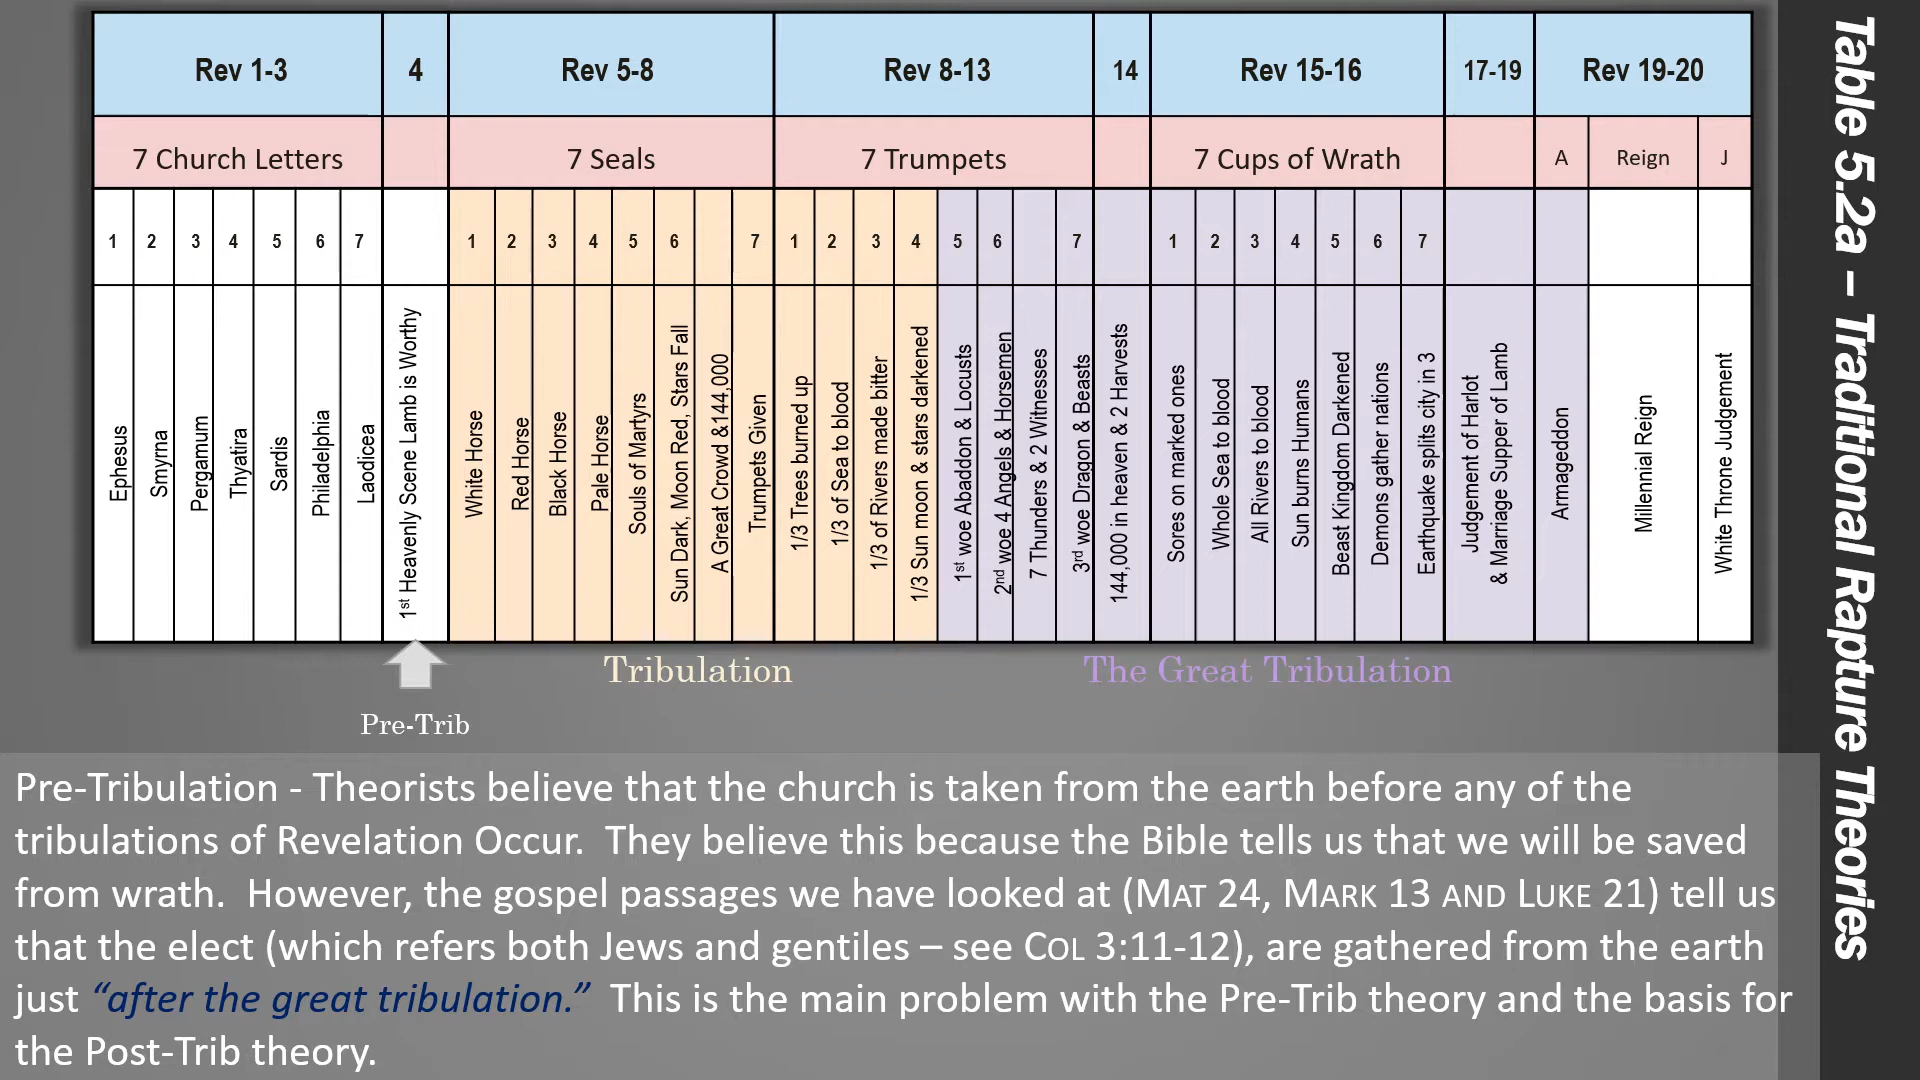 Rev 1-3 4 Rev 5-8 Rev 8-13 14 Rev 15-16 17-19 Rev 19-20
7 Church Letters 7 Seals 7 Trumpets 7 Cups of Wrath A Reign J
1 2 3 4 5 6 7 1 2 3 4 5 6 7 1 2 3 4 5 6 7 1 2 3 4 5 6 7
Ephesus
Smyrna
Pergamum
Thyatira
Sardis
Philadelphia
Laodicea
1st Heavenly Scene Lamb is Worthy
White Horse
Red Horse
Black Horse
Pale Horse
Souls of Martyrs
Sun Dark, Moon Red, Stars Fall
A Great Crowd &144,000
Trumpets Given
1/3 Trees burned up
1/3 of Sea to blood
1/3 of Rivers made bitter
1/3 Sun moon & stars darkened
1st woe Abaddon & Locusts
2nd woe 4 Angels & Horsemen
7 Thunders & 2 Witnesses
3rd woe Dragon & Beasts
144,000 in heaven & 2 Harvests
Sores on marked ones
Whole Sea to blood
All Rivers to blood
Sun burns Humans
Beast Kingdom Darkened
Demons gather nations
Earthquake splits city in 3
Judgement of Harlot
& Marriage Supper of Lamb
Armageddon
Millennial Reign
White Throne Judgement
Tribulation The Great Tribulation
Pre-Trib
Pre-Tribulation - Theorists believe that the church is taken from the earth before any of the
tribulations of Revelation Occur. They believe this because the Bible tells us that we will be saved
from wrath. However, the gospel passages we have looked at (MAT 24, MARK 13 AND LUKE 21) tell us
that the elect (which refers both Jews and gentiles – see COL 3:11-12), are gathered from the earth
just “after the great tribulation.” This is the main problem with the Pre-Trib theory and the basis for
the Post-Trib theory.
Table 5.2a – Traditional Rapture Theories